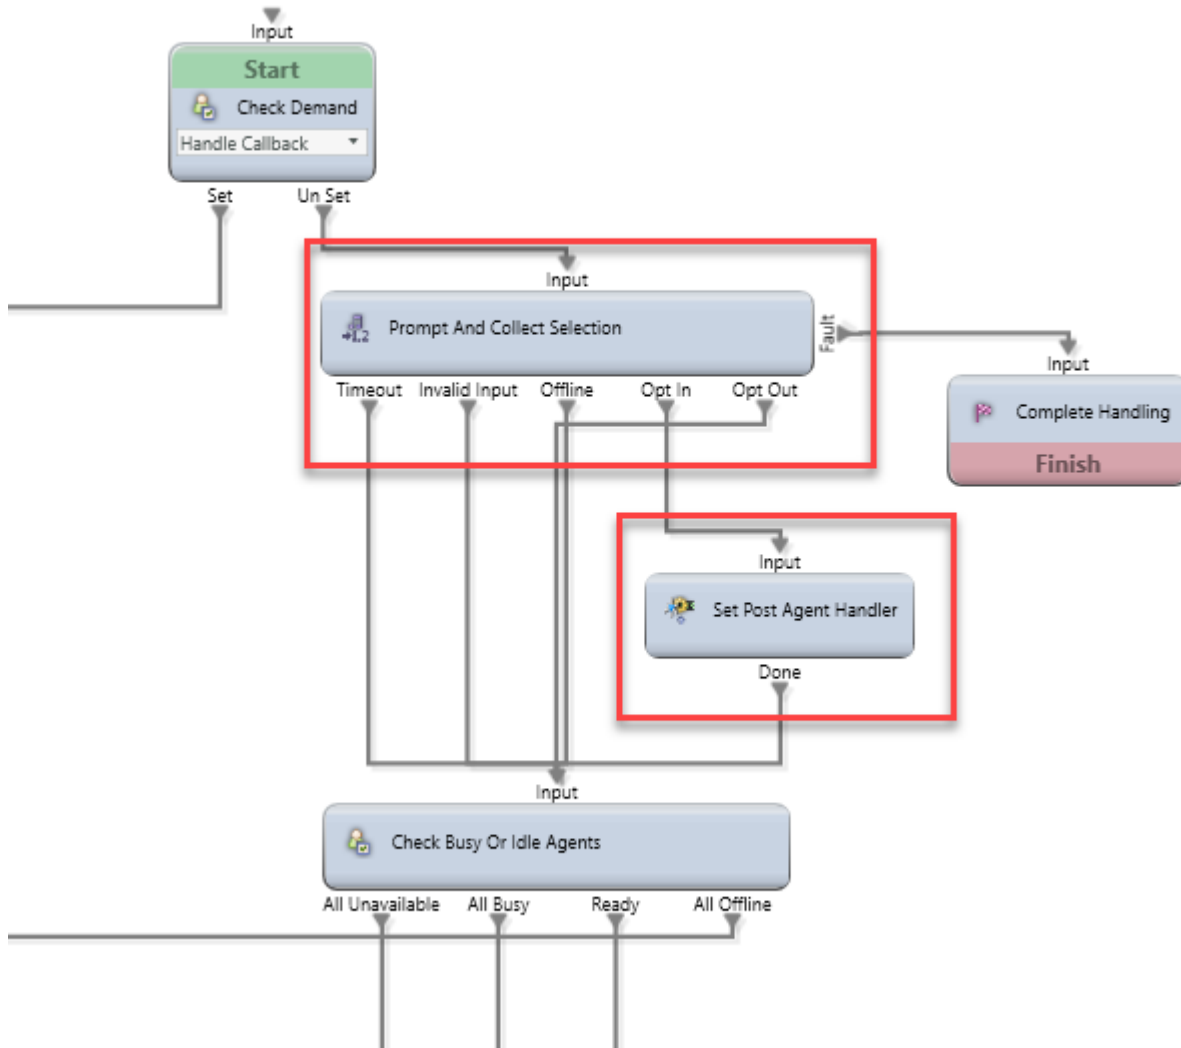 Input
Start
Check Demand
Handle Callback
Set
Un Set
Input
Prompt And Collect Selection
Fault
Timeout
Invalid Input
Offline
Opt In
Opt Out
Input
Complete Handling
Finish
Input
Set Post Agent Handler
Done
Input
Check Busy Or Idle Agents
All Unavailable
All Busy
Ready
All Offline